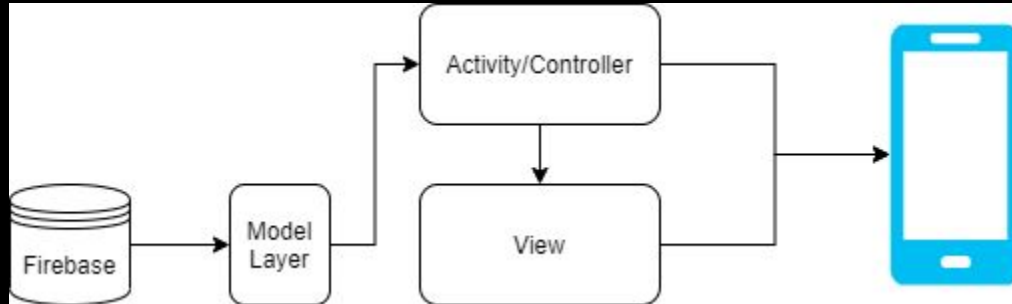 Activity/Controller
Firebase
Model
Layer
View